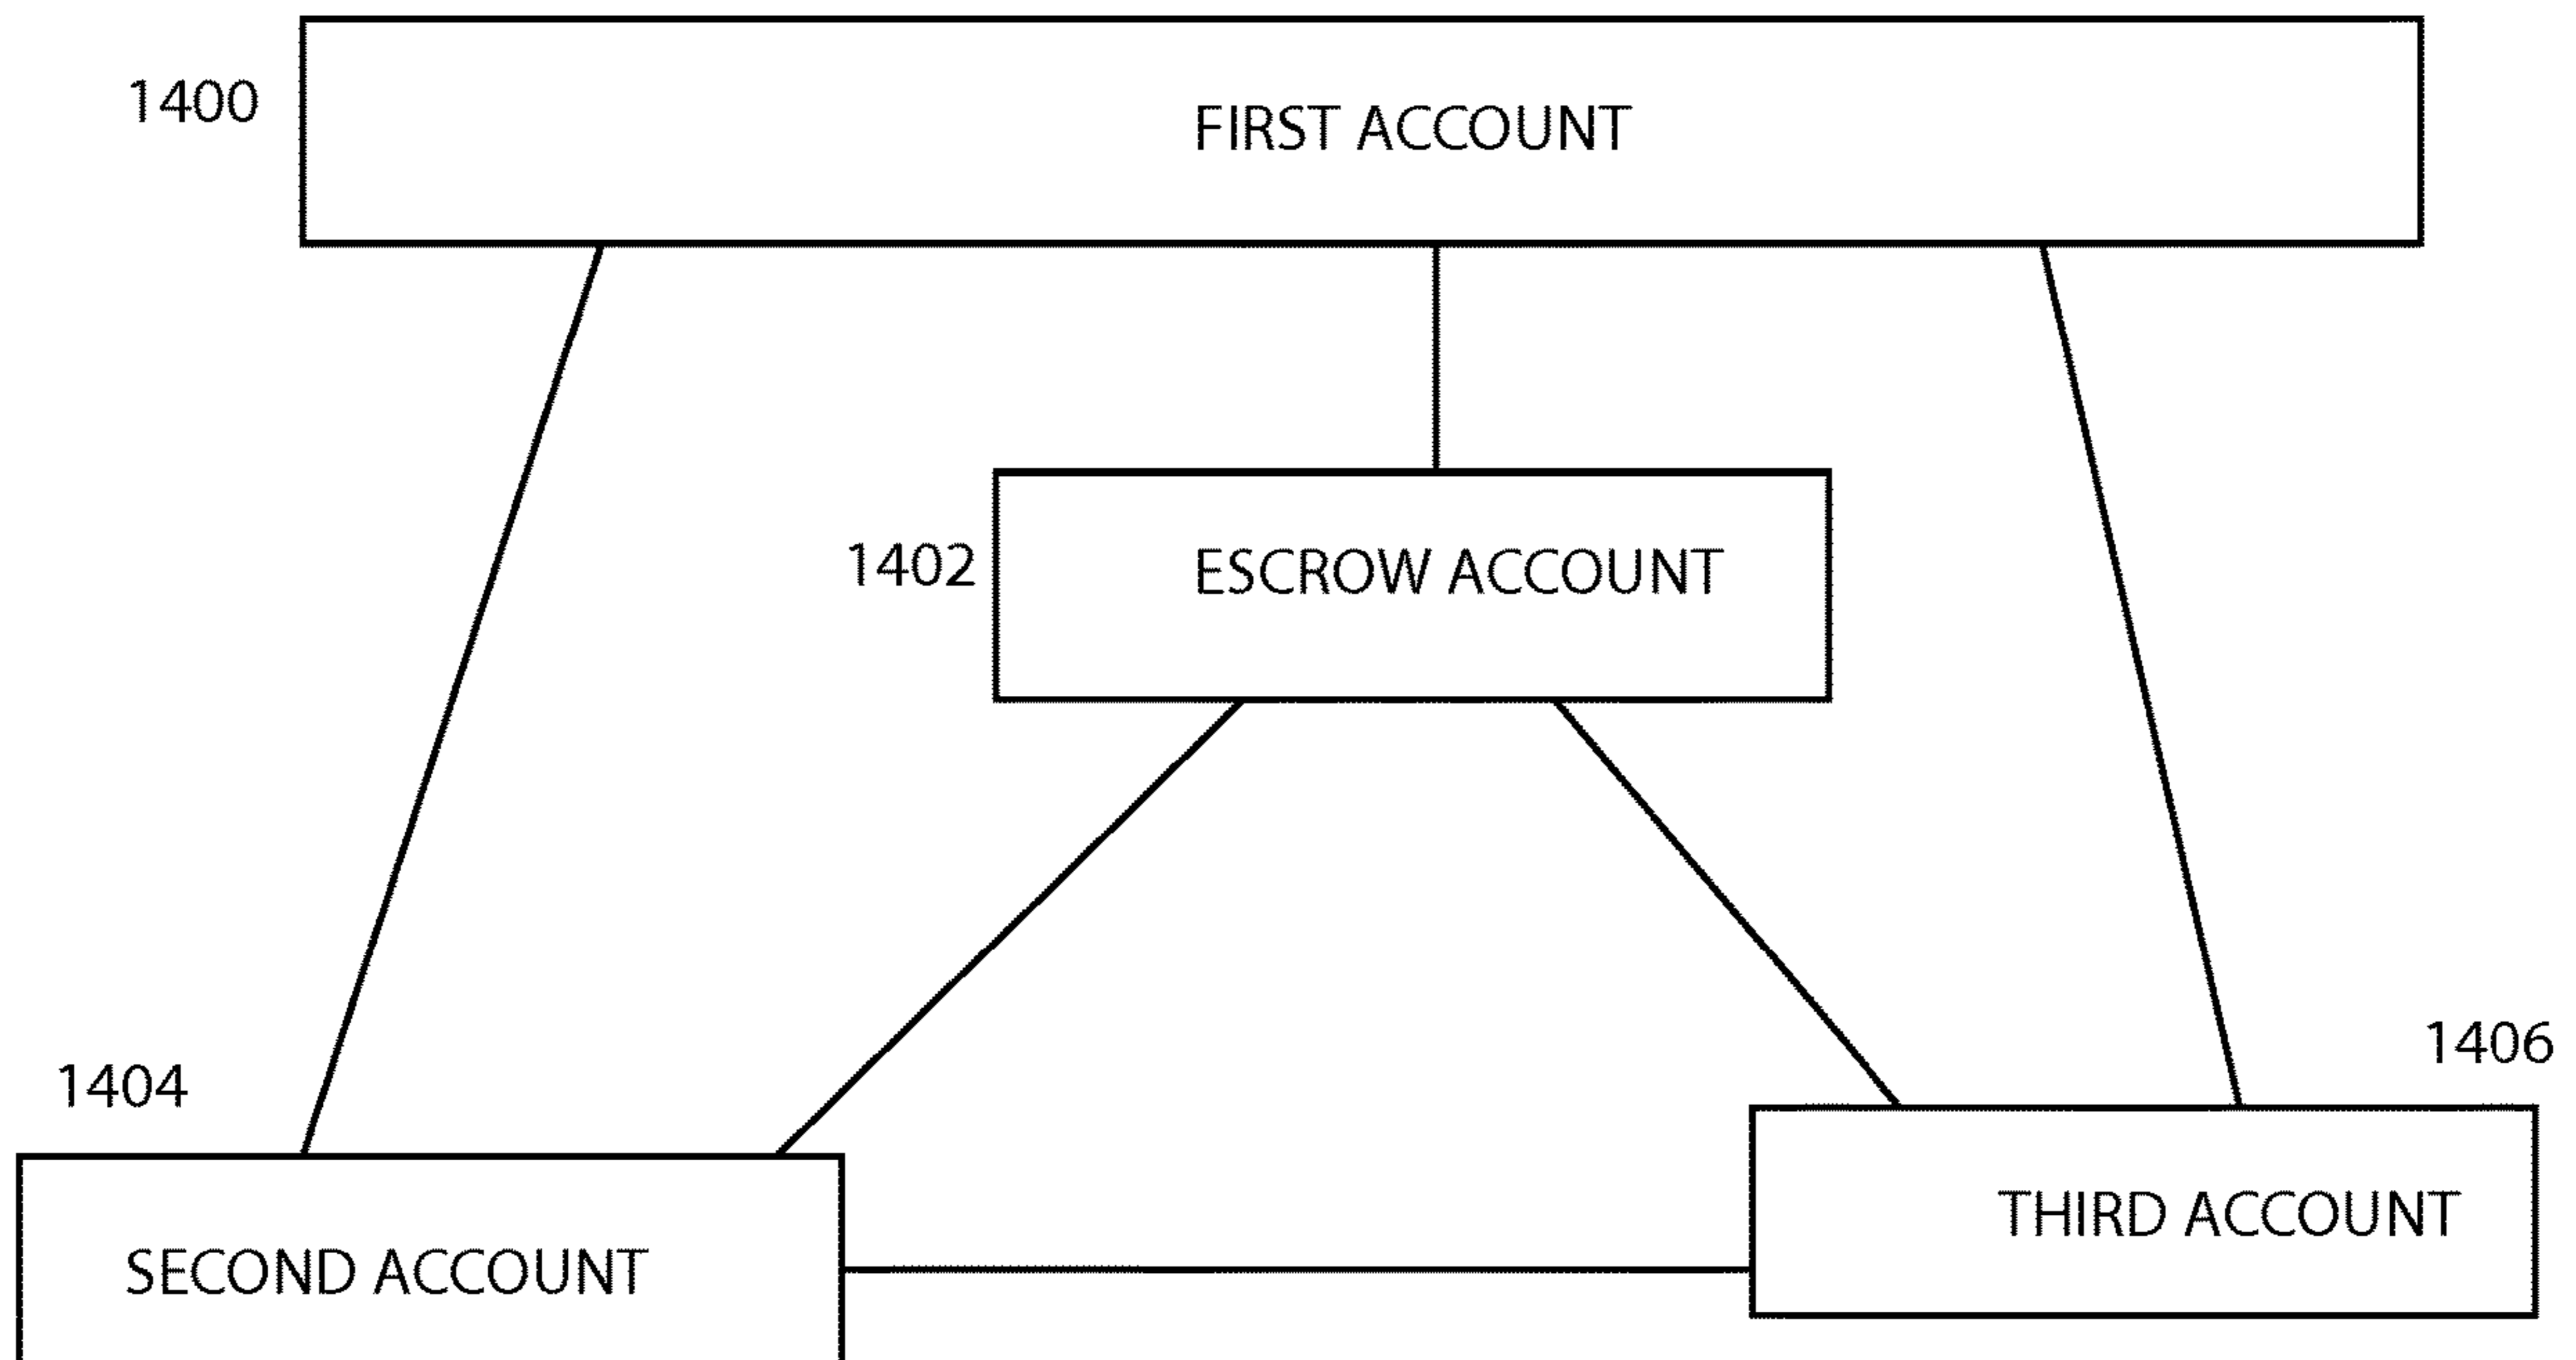 1400
FIRST ACCOUNT
1402
ESCROW ACCOUNT
1404
1406
SECOND ACCOUNT
THIRD ACCOUNT